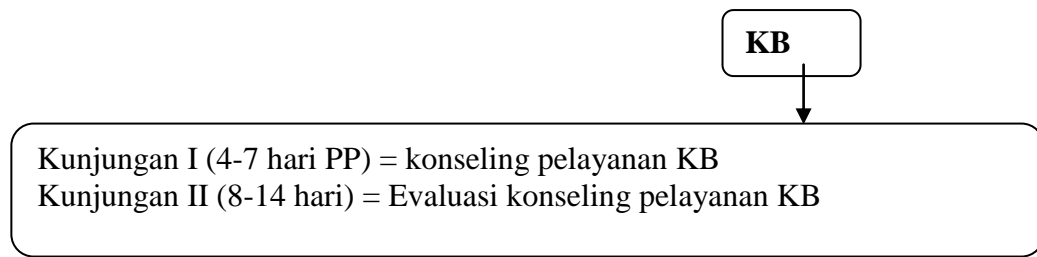 KB
Kunjungan I (4-7 hari PP) = konseling pelayanan KB
Kunjungan II (8-14 hari) = Evaluasi konseling pelayanan KB